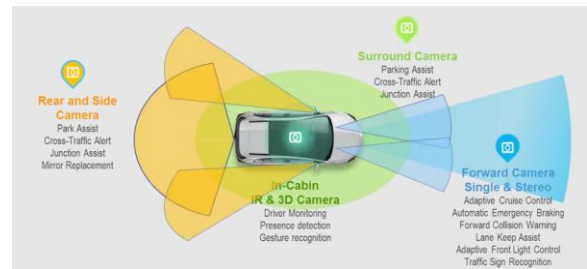 Rear and Side
Camera
Park Assist
Cross-Traffic Alert
Junction Assist
Mirror Replacement
Surround Camera
Parking Assist
Cross-Traffic Alert
Junction Assist
In-Cabin
IR & 3D Camera
Driver Monitoring
Presence detection
Gesture recognition
Forward Camera
Single & Stereo
Adaptive Cruise Control
Automatic Emergency Braking
Forward Collision Warning
Lane Keep Assist
Adaptive Front Light Control
Traffic Sign Recognition